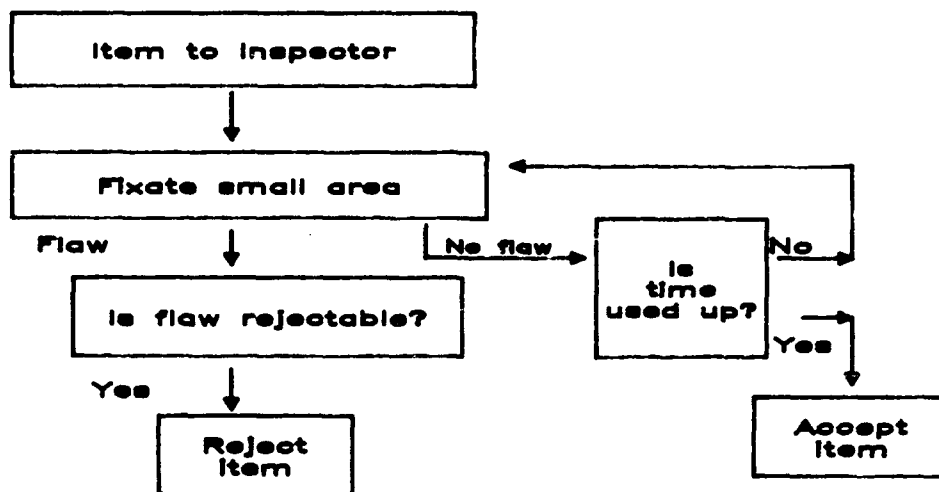 Item to Inspector
Fixate small area
Flaw
No flaw
No
Is
time
used up?
Is flaw rejectable?
Yes
Yes
Reject
Item
Accept
Item